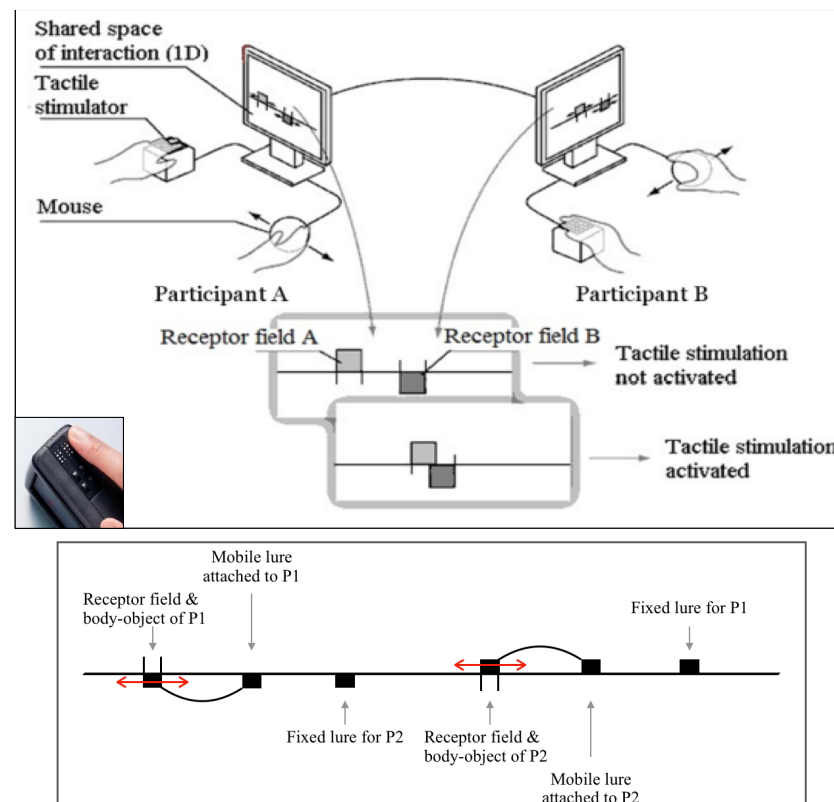 Shared space
of interaction (1D)
Tactile
stimulator
Mouse
Participant A
Participant B
Receptor field A
Receptor field B
Tactile stimulation
not activated
Tactile stimulation
activated
Mobile lure
attached to P1
Receptor field &
body-object of P1
Fixed lure for P1
Fixed lure for P2
Receptor field &
body-object of P2
Mobile lure
attached to P2